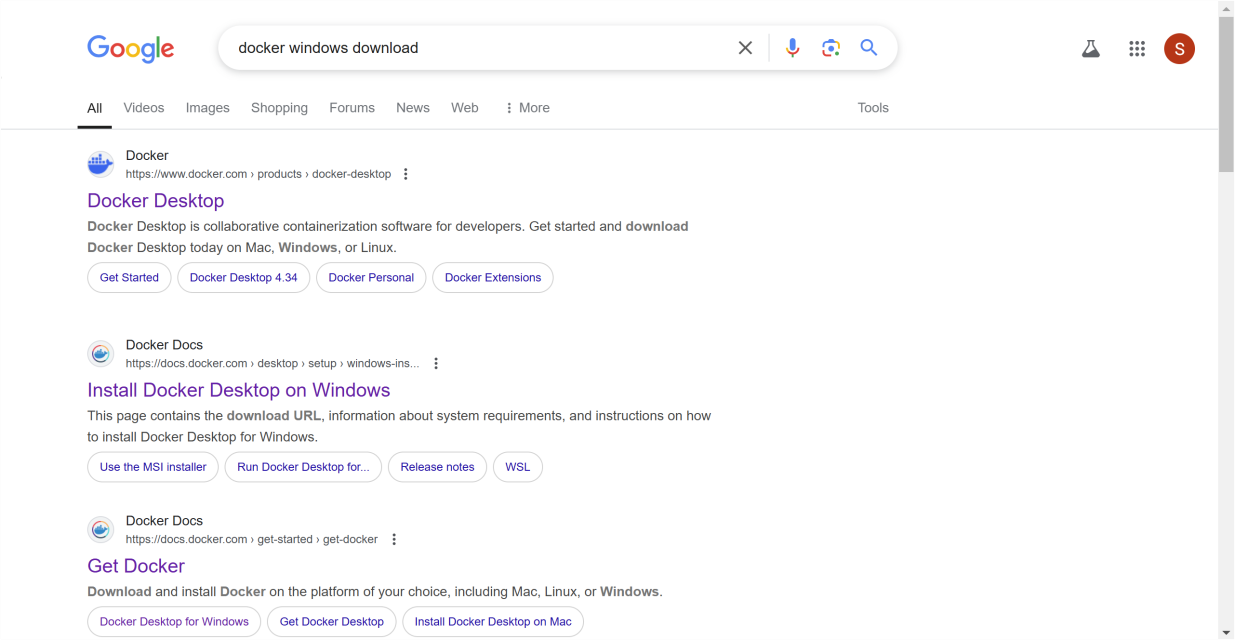 Google
docker windows download
S
All Videos Images Shopping Forums News Web More Tools
Docker
https://www.docker.com › products › docker-desktop
Docker Desktop
Docker Desktop is collaborative containerization software for developers. Get started and download
Docker Desktop today on Mac, Windows, or Linux.
Get Started Docker Desktop 4.34 Docker Personal Docker Extensions
Docker Docs
https://docs.docker.com › desktop › setup › windows-ins...
Install Docker Desktop on Windows
This page contains the download URL, information about system requirements, and instructions on how
to install Docker Desktop for Windows.
Use the MSI installer Run Docker Desktop for... Release notes WSL
Docker Docs
https://docs.docker.com › get-started › get-docker
Get Docker
Download and install Docker on the platform of your choice, including Mac, Linux, or Windows.
Docker Desktop for Windows Get Docker Desktop Install Docker Desktop on Mac